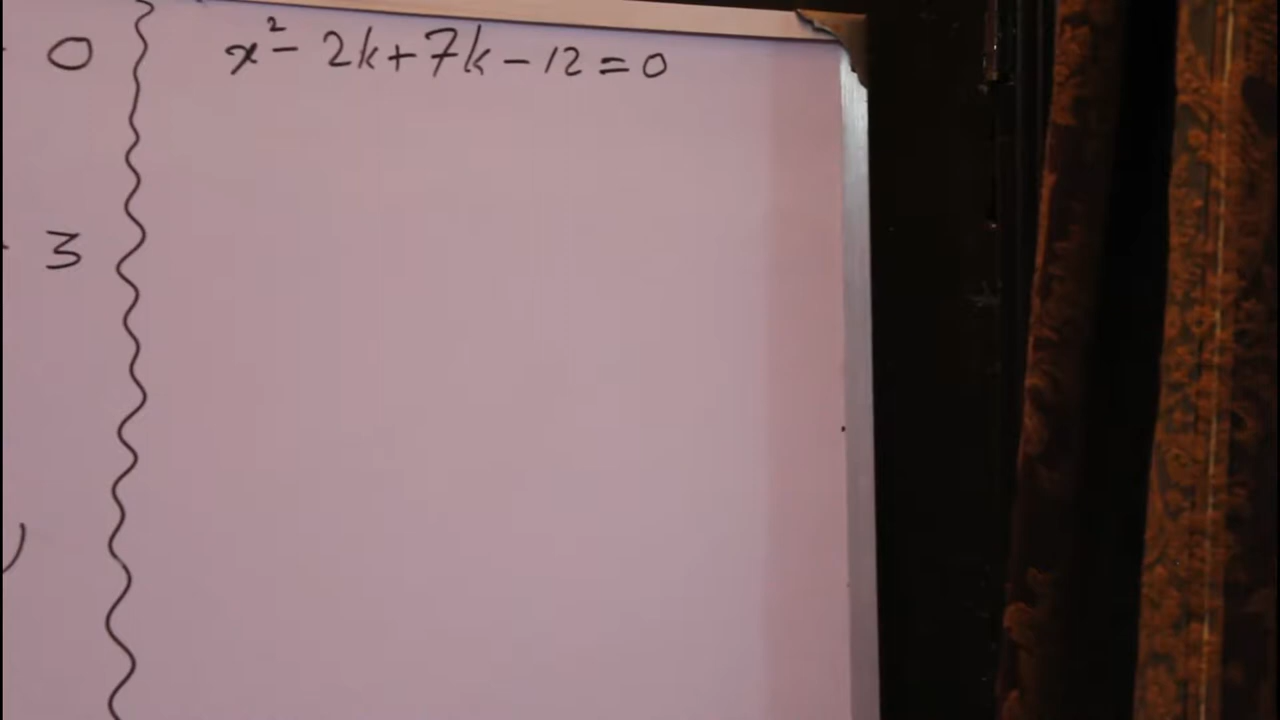 0
x² - 2k + 7k - 12 = 0
3